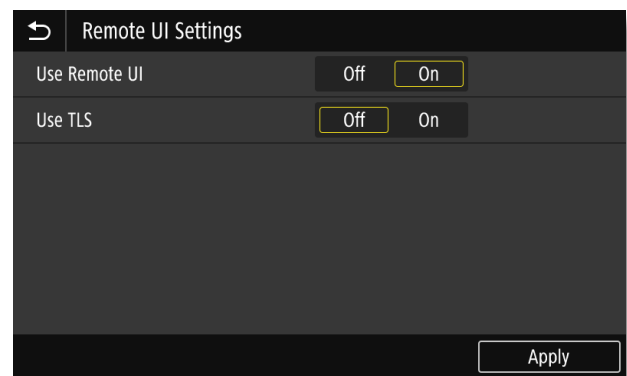 Remote UI Settings
Use Remote UI Off On
Use TLS Off On
Apply